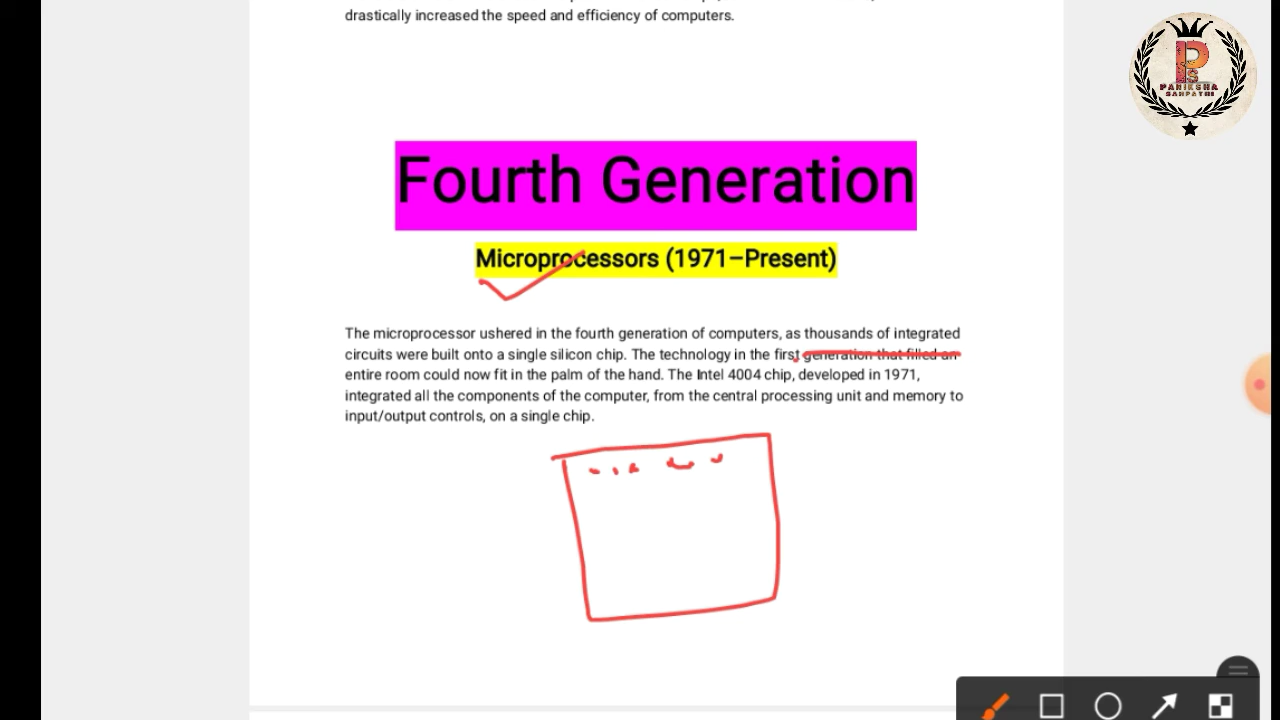 drastically increased the speed and efficiency of computers.
PS
PARIKSHA
SAMPATHI
Fourth Generation
Microprocessors (1971–Present)
The microprocessor ushered in the fourth generation of computers, as thousands of integrated
circuits were built onto a single silicon chip. The technology in the first generation that filled an
entire room could now fit in the palm of the hand. The Intel 4004 chip, developed in 1971,
integrated all the components of the computer, from the central processing unit and memory to
input/output controls, on a single chip.